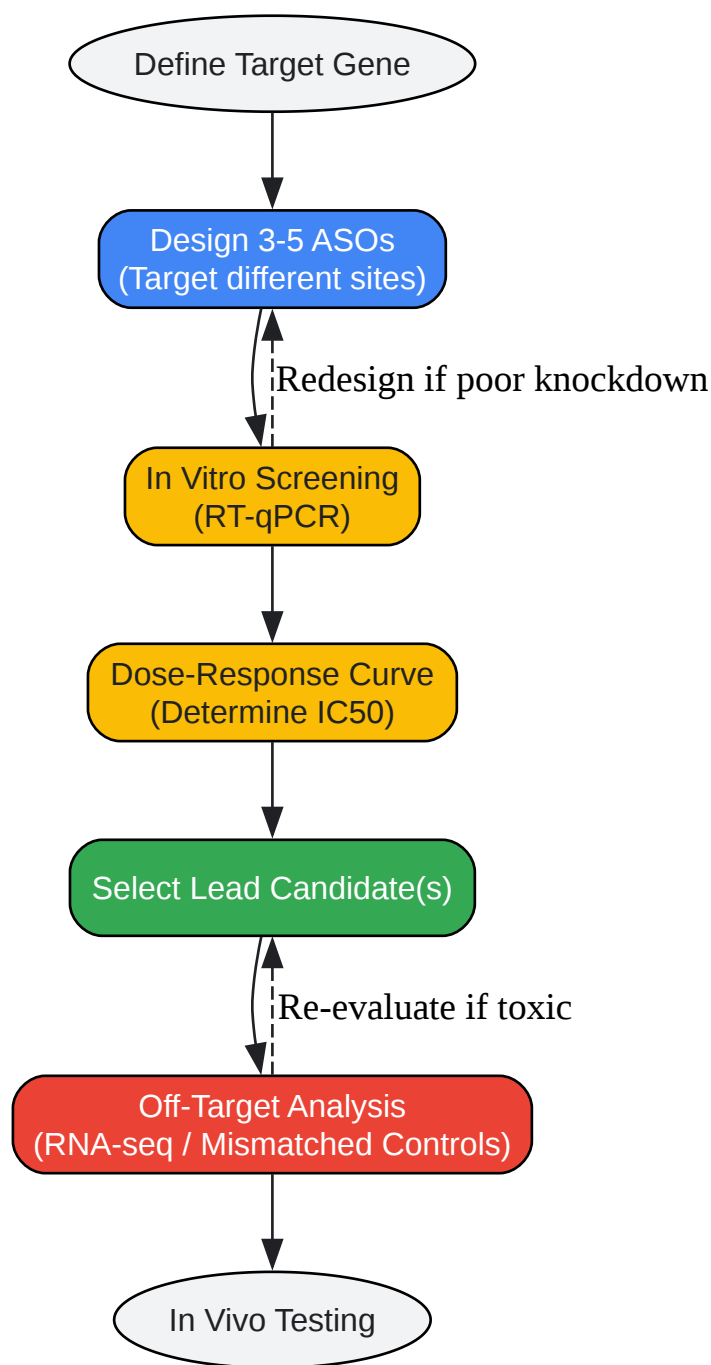 Define Target Gene
Design 3-5 ASOs
(Target different sites)
Redesign if poor knockdown
In Vitro Screening
(RT-qPCR)
Dose-Response Curve
(Determine IC50)
Select Lead Candidate(s)
Re-evaluate if toxic
Off-Target Analysis
(RNA-seq / Mismatched Controls)
In Vivo Testing